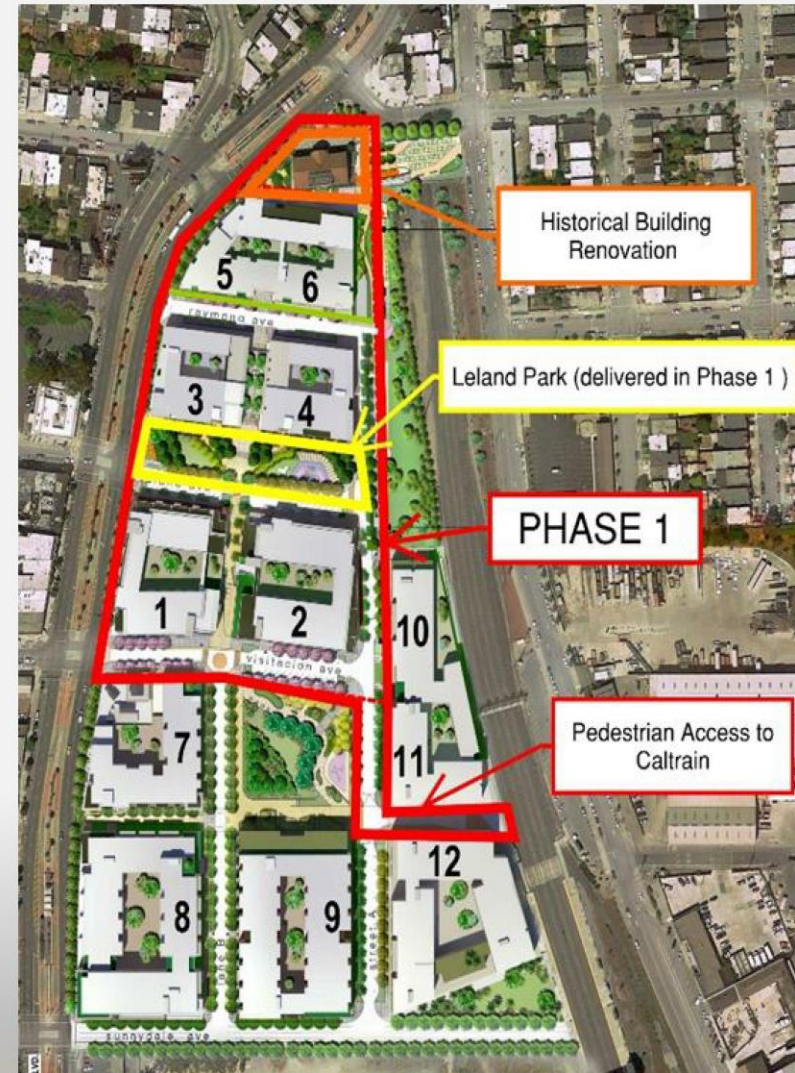 Historical Building
Renovation
5
6
raymond ave
Leland Park (delivered in Phase 1 )
3
4
PHASE 1
1
2
10
visitacion ave
Pedestrian Access to
Caltrain
7
11
12
8
9
street A
sunnydale ave